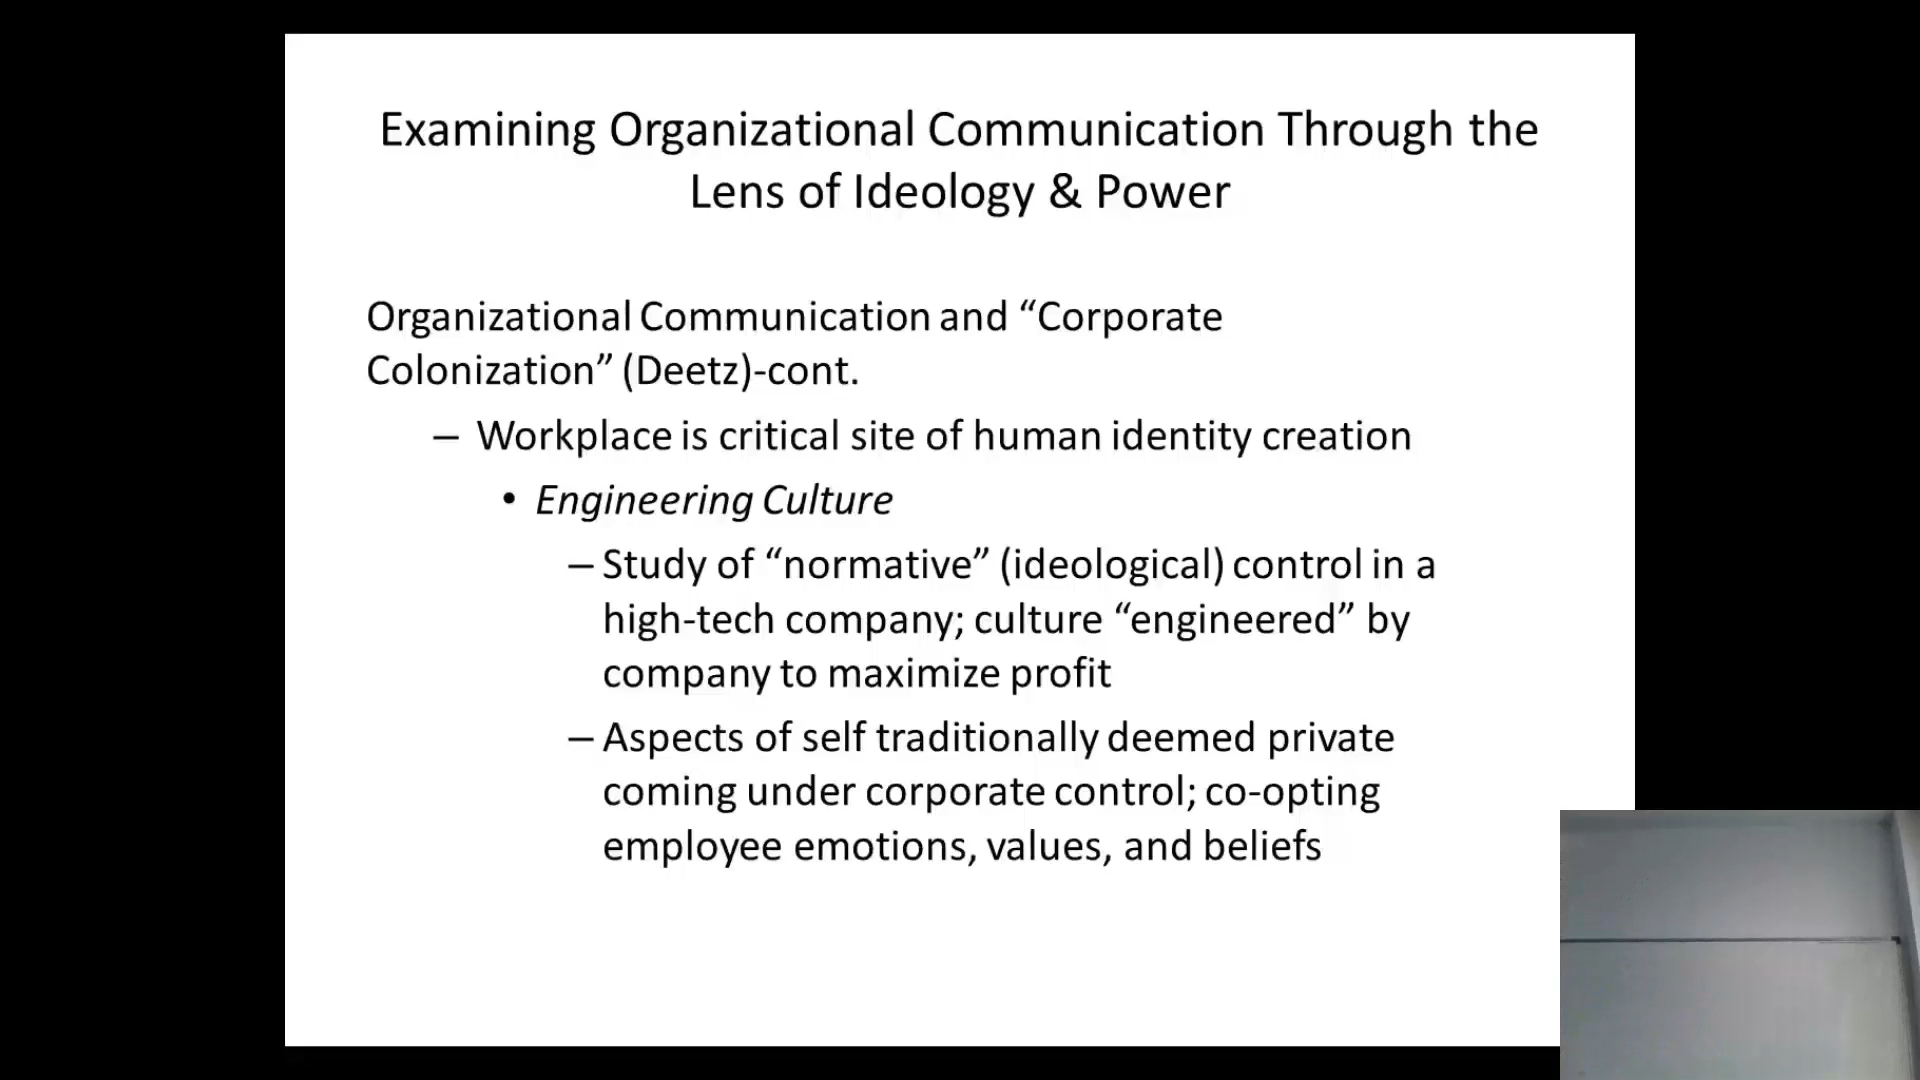 Examining Organizational Communication Through the
Lens of Ideology & Power
Organizational Communication and “Corporate
Colonization” (Deetz)-cont.
– Workplace is critical site of human identity creation
• Engineering Culture
– Study of “normative” (ideological) control in a
high-tech company; culture “engineered” by
company to maximize profit
– Aspects of self traditionally deemed private
coming under corporate control; co-opting
employee emotions, values, and beliefs